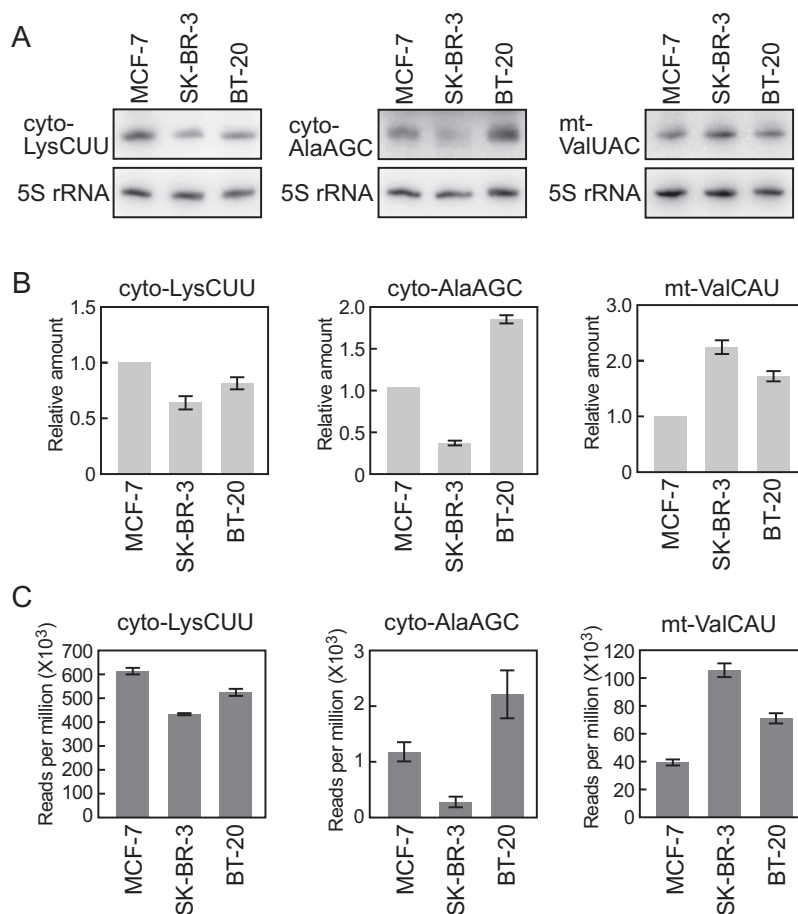 A
MCF-7
SK-BR-3
BT-20
MCF-7
SK-BR-3
BT-20
MCF-7
SK-BR-3
BT-20
cyto-
LysCUU
cyto-
AlaAGC
mt-
ValUAC
5S rRNA
5S rRNA
5S rRNA
B
cyto-LysCUU
cyto-AlaAGC
mt-ValCAU
Relative amount
1.5
1.0
0.5
0
MCF-7
SK-BR-3
BT-20
Relative amount
2.0
1.5
1.0
0.5
0
MCF-7
SK-BR-3
BT-20
Relative amount
3.0
2.0
1.0
0
MCF-7
SK-BR-3
BT-20
C
cyto-LysCUU
cyto-AlaAGC
mt-ValCAU
Reads per million (X10³)
700
600
500
400
300
200
100
0
MCF-7
SK-BR-3
BT-20
Reads per million (X10³)
3
2
1
0
MCF-7
SK-BR-3
BT-20
Reads per million (X10³)
120
100
80
60
40
20
0
MCF-7
SK-BR-3
BT-20